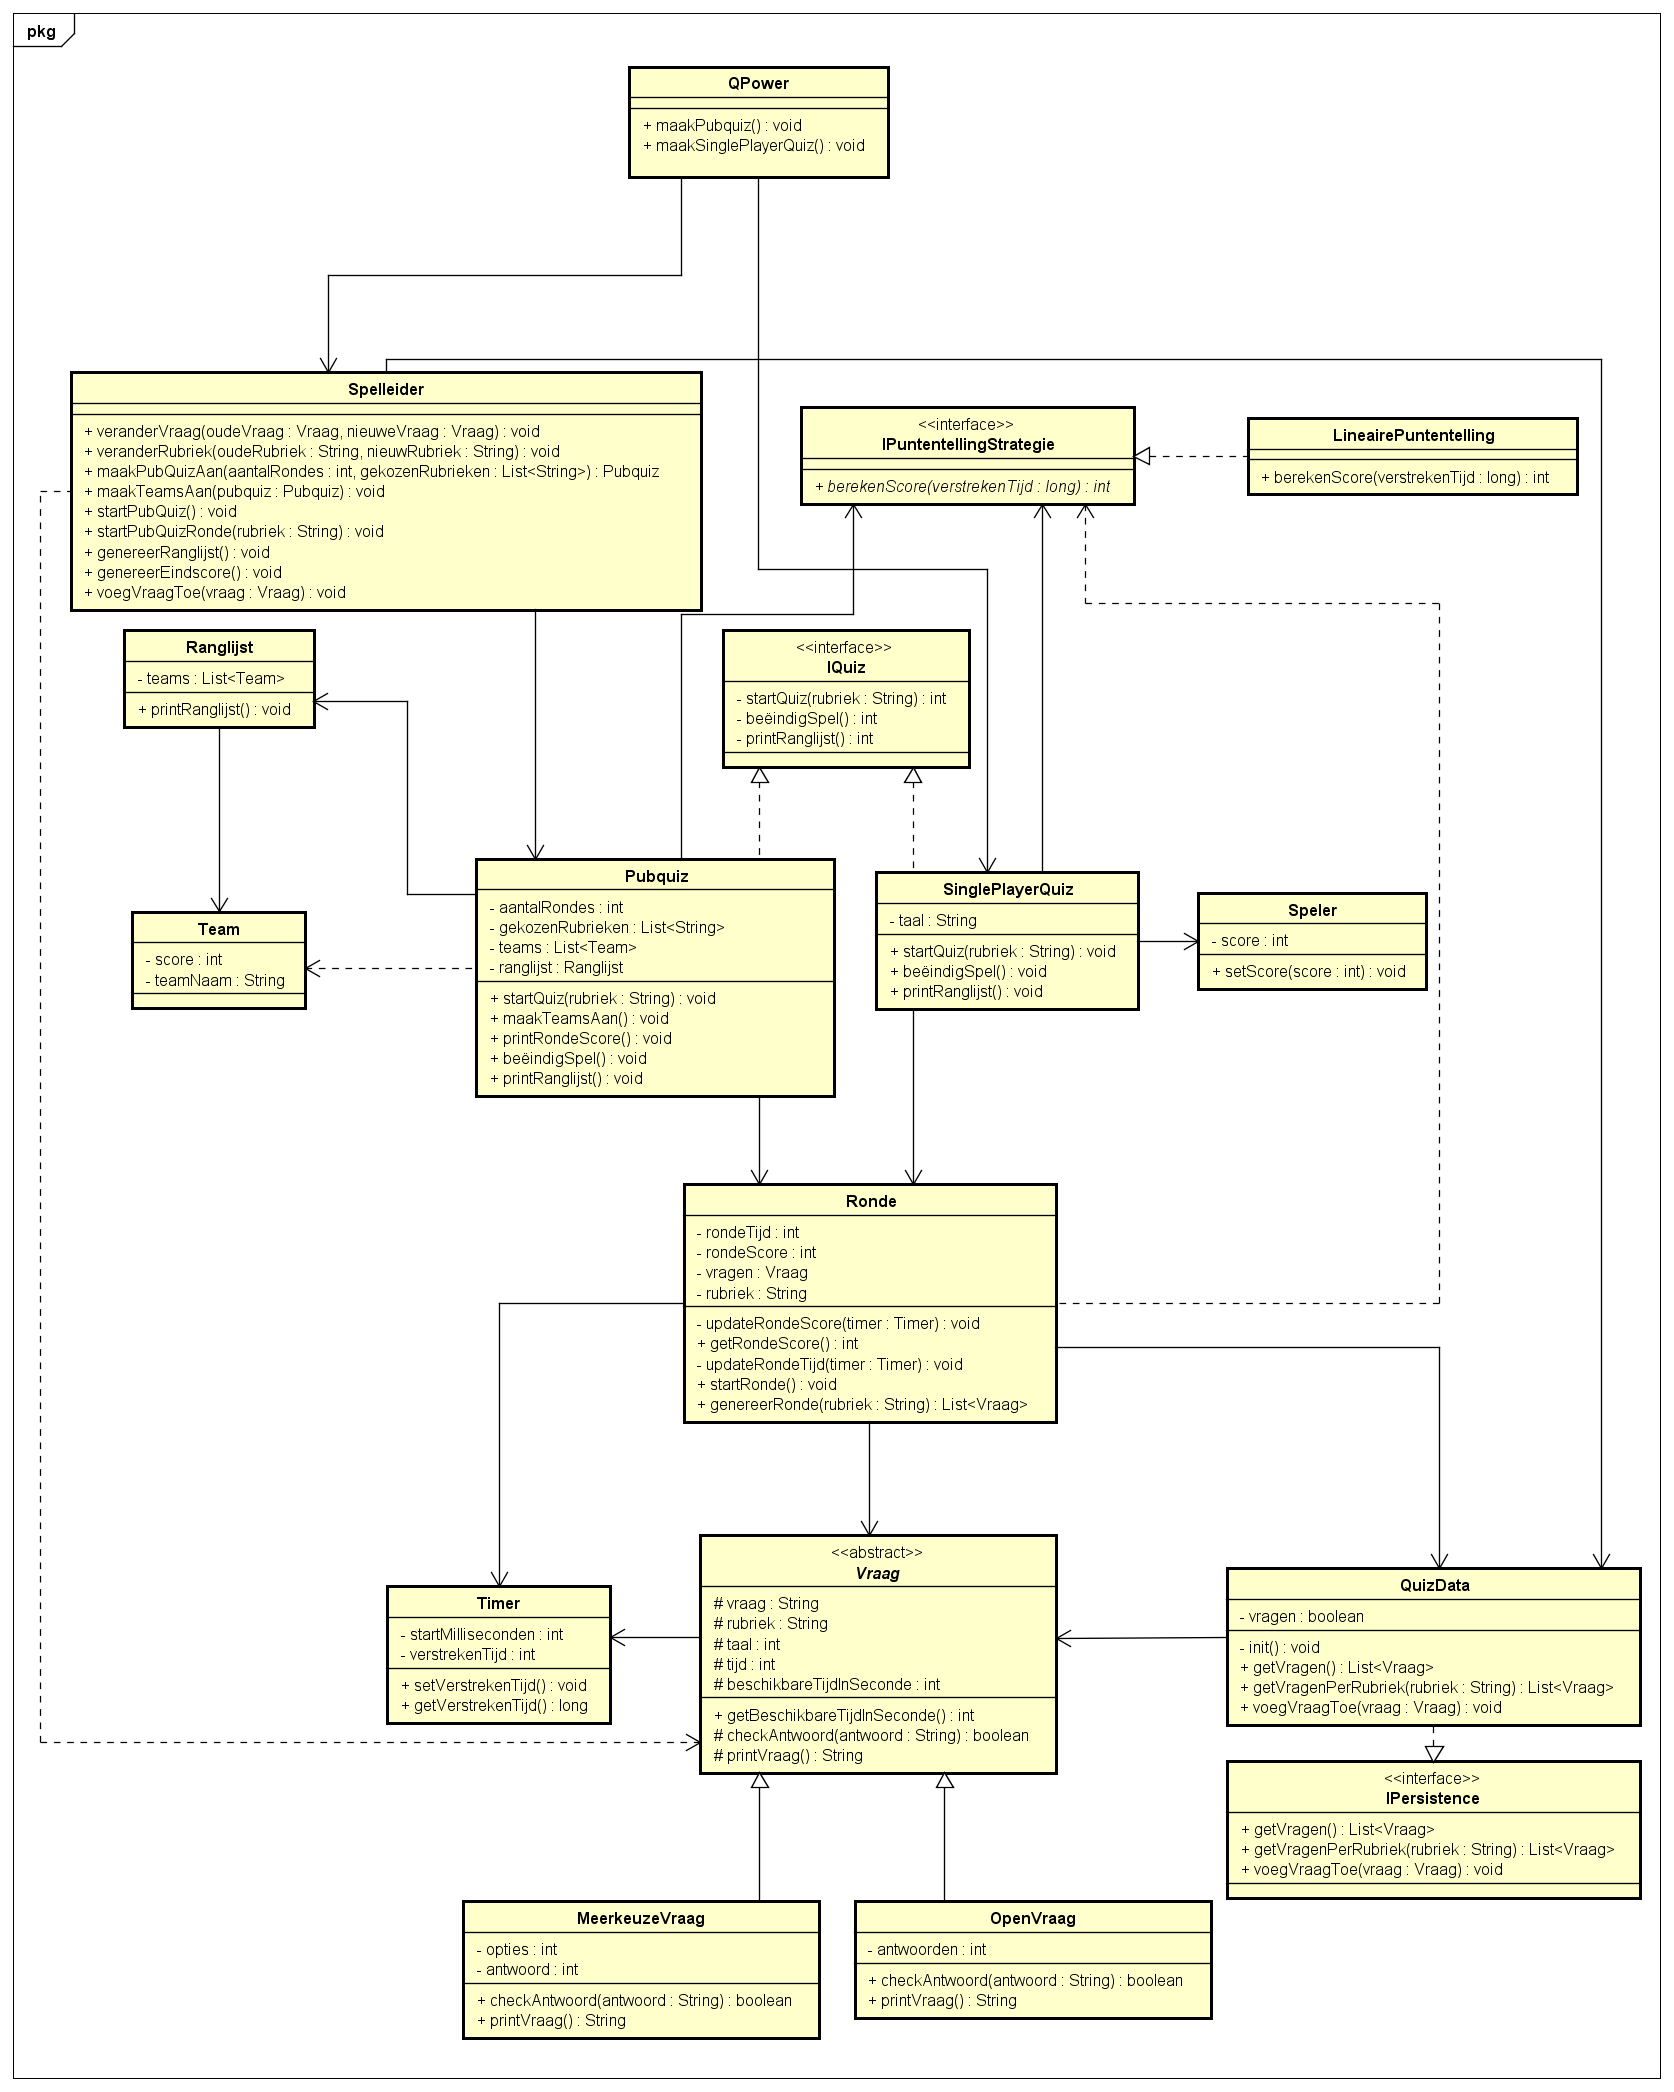 pkg
QPower
+ maakPubquiz() : void
+ maakSinglePlayerQuiz() : void
Spelleider
+ veranderVraag(oudeVraag : Vraag, nieuweVraag : Vraag) : void
+ veranderRubriek(oudeRubriek : String, nieuwRubriek : String) : void
+ maakPubQuizAan(aantalRondes : int, gekozenRubrieken : List<String>) : Pubquiz
+ maakTeamsAan(pubquiz : Pubquiz) : void
+ startPubQuiz() : void
+ startPubQuizRonde(rubriek : String) : void
+ genereerRanglijst() : void
+ genereerEindscore() : void
+ voegVraagToe(vraag : Vraag) : void
<<interface>>
IPuntentellingStrategie
+ berekenScore(verstrekenTijd : long) : int
LineairePuntentelling
+ berekenScore(verstrekenTijd : long) : int
Ranglijst
- teams : List<Team>
+ printRanglijst() : void
<<interface>>
IQuiz
- startQuiz(rubriek : String) : int
- beëindigSpel() : int
- printRanglijst() : int
Team
- score : int
- teamNaam : String
Pubquiz
- aantalRondes : int
- gekozenRubrieken : List<String>
- teams : List<Team>
- ranglijst : Ranglijst
+ startQuiz(rubriek : String) : void
+ maakTeamsAan() : void
+ printRondeScore() : void
+ beëindigSpel() : void
+ printRanglijst() : void
SinglePlayerQuiz
- taal : String
+ startQuiz(rubriek : String) : void
+ beëindigSpel() : void
+ printRanglijst() : void
Speler
- score : int
+ setScore(score : int) : void
Ronde
- rondeTijd : int
- rondeScore : int
- vragen : Vraag
- rubriek : String
- updateRondeScore(timer : Timer) : void
+ getRondeScore() : int
- updateRondeTijd(timer : Timer) : void
+ startRonde() : void
+ genereerRonde(rubriek : String) : List<Vraag>
Timer
- startMilliseconden : int
- verstrekenTijd : int
+ setVerstrekenTijd() : void
+ getVerstrekenTijd() : long
<<abstract>>
Vraag
# vraag : String
# rubriek : String
# taal : int
# tijd : int
# beschikbareTijdInSeconde : int
+ getBeschikbareTijdInSeconde() : int
# checkAntwoord(antwoord : String) : boolean
# printVraag() : String
QuizData
- vragen : boolean
- init() : void
+ getVragen() : List<Vraag>
+ getVragenPerRubriek(rubriek : String) : List<Vraag>
+ voegVraagToe(vraag : Vraag) : void
<<interface>>
IPersistence
+ getVragen() : List<Vraag>
+ getVragenPerRubriek(rubriek : String) : List<Vraag>
+ voegVraagToe(vraag : Vraag) : void
MeerkeuzeVraag
- opties : int
- antwoord : int
+ checkAntwoord(antwoord : String) : boolean
+ printVraag() : String
OpenVraag
- antwoorden : int
+ checkAntwoord(antwoord : String) : boolean
+ printVraag() : String